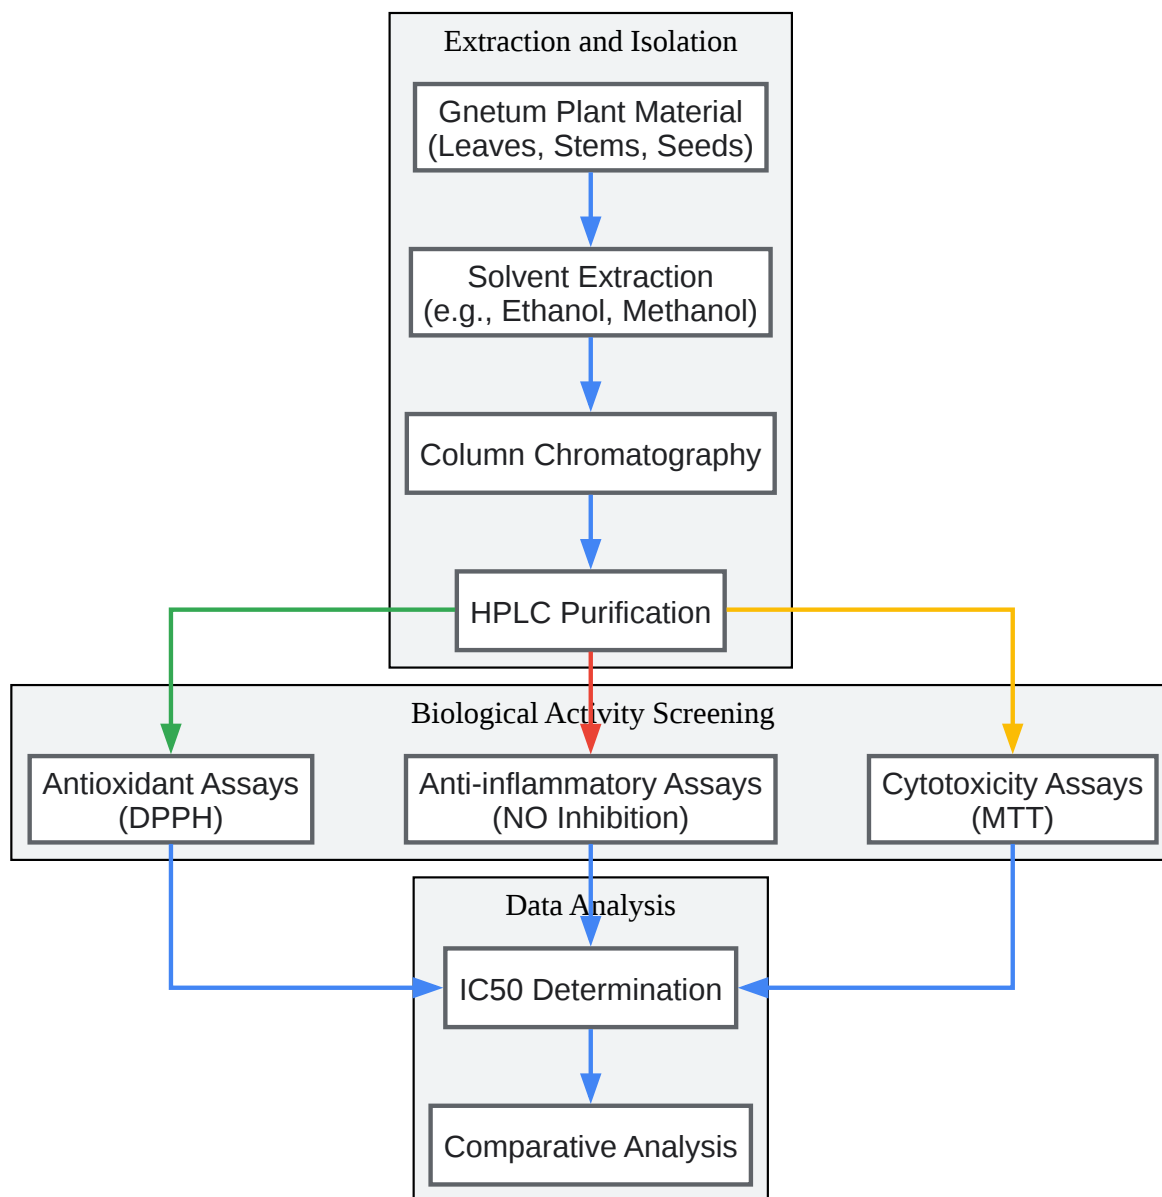 Extraction and Isolation
Gnetum Plant Material
(Leaves, Stems, Seeds)
Solvent Extraction
(e.g., Ethanol, Methanol)
Column Chromatography
HPLC Purification
Biological Activity Screening
Antioxidant Assays
(DPPH)
Anti-inflammatory Assays
(NO Inhibition)
Cytotoxicity Assays
(MTT)
Data Analysis
IC50 Determination
Comparative Analysis